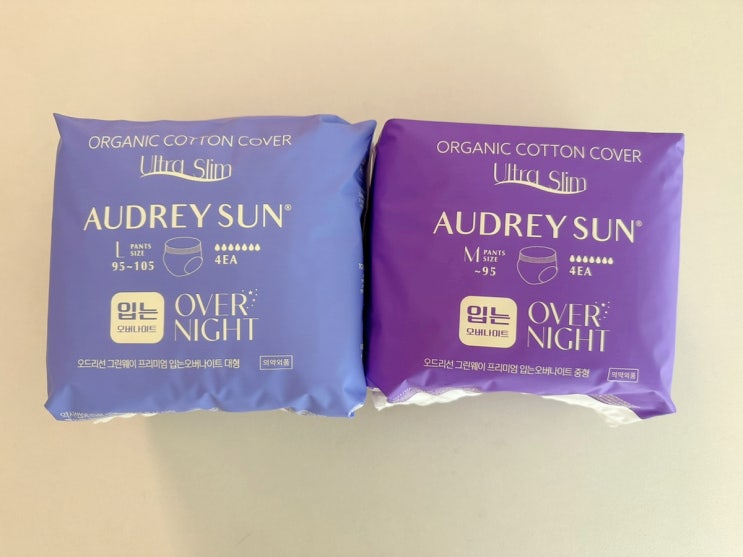 ORGANIC COTTON COVER
Ultra Slim
AUDREY SUN®
L PANTS SIZE
95~105
4EA
입는
오버나이트
OVER NIGHT
오드리선 그린웨이 프리미엄 입는오버나이트 대형
의약외품
ORGANIC COTTON COVER
Ultra Slim
AUDREY SUN®
M PANTS SIZE
~95
4EA
입는
오버나이트
OVER NIGHT
오드리선 그린웨이 프리미엄 입는오버나이트 중형
의약외품